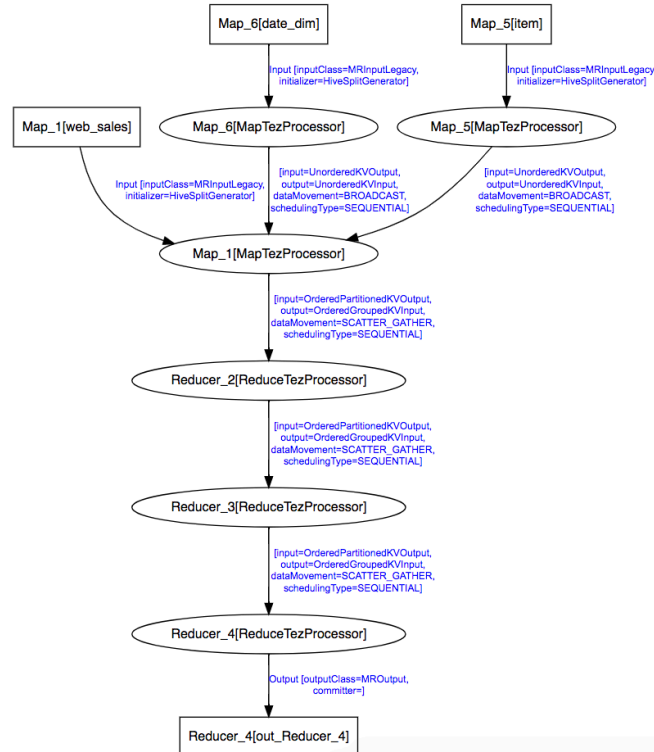 Map_6[date_dim]
Map_5[item]
Input [inputClass=MRInputLegacy,
initializer=HiveSplitGenerator]
Input [inputClass=MRInputLegacy,
initializer=HiveSplitGenerator]
Map_1[web_sales]
Map_6[MapTezProcessor]
Map_5[MapTezProcessor]
Input [inputClass=MRInputLegacy,
initializer=HiveSplitGenerator]
[input=UnorderedKVOutput,
output=UnorderedKVInput,
dataMovement=BROADCAST,
schedulingType=SEQUENTIAL]
[input=UnorderedKVOutput,
output=UnorderedKVInput,
dataMovement=BROADCAST,
schedulingType=SEQUENTIAL]
Map_1[MapTezProcessor]
[input=OrderedPartitionedKVOutput,
output=OrderedGroupedKVInput,
dataMovement=SCATTER_GATHER,
schedulingType=SEQUENTIAL]
Reducer_2[ReduceTezProcessor]
[input=OrderedPartitionedKVOutput,
output=OrderedGroupedKVInput,
dataMovement=SCATTER_GATHER,
schedulingType=SEQUENTIAL]
Reducer_3[ReduceTezProcessor]
[input=OrderedPartitionedKVOutput,
output=OrderedGroupedKVInput,
dataMovement=SCATTER_GATHER,
schedulingType=SEQUENTIAL]
Reducer_4[ReduceTezProcessor]
Output [outputClass=MROutput,
committer=]
Reducer_4[out_Reducer_4]